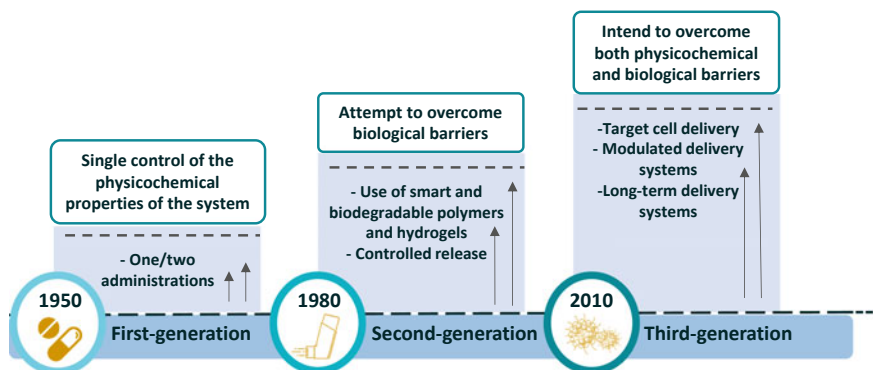 Single control of the
physicochemical
properties of the system
- One/two
administrations
1950
First-generation
Attempt to overcome
biological barriers
- Use of smart and
biodegradable polymers
and hydrogels
- Controlled release
1980
Second-generation
Intend to overcome
both physicochemical
and biological barriers
-Target cell delivery
- Modulated delivery
systems
-Long-term delivery
systems
2010
Third-generation